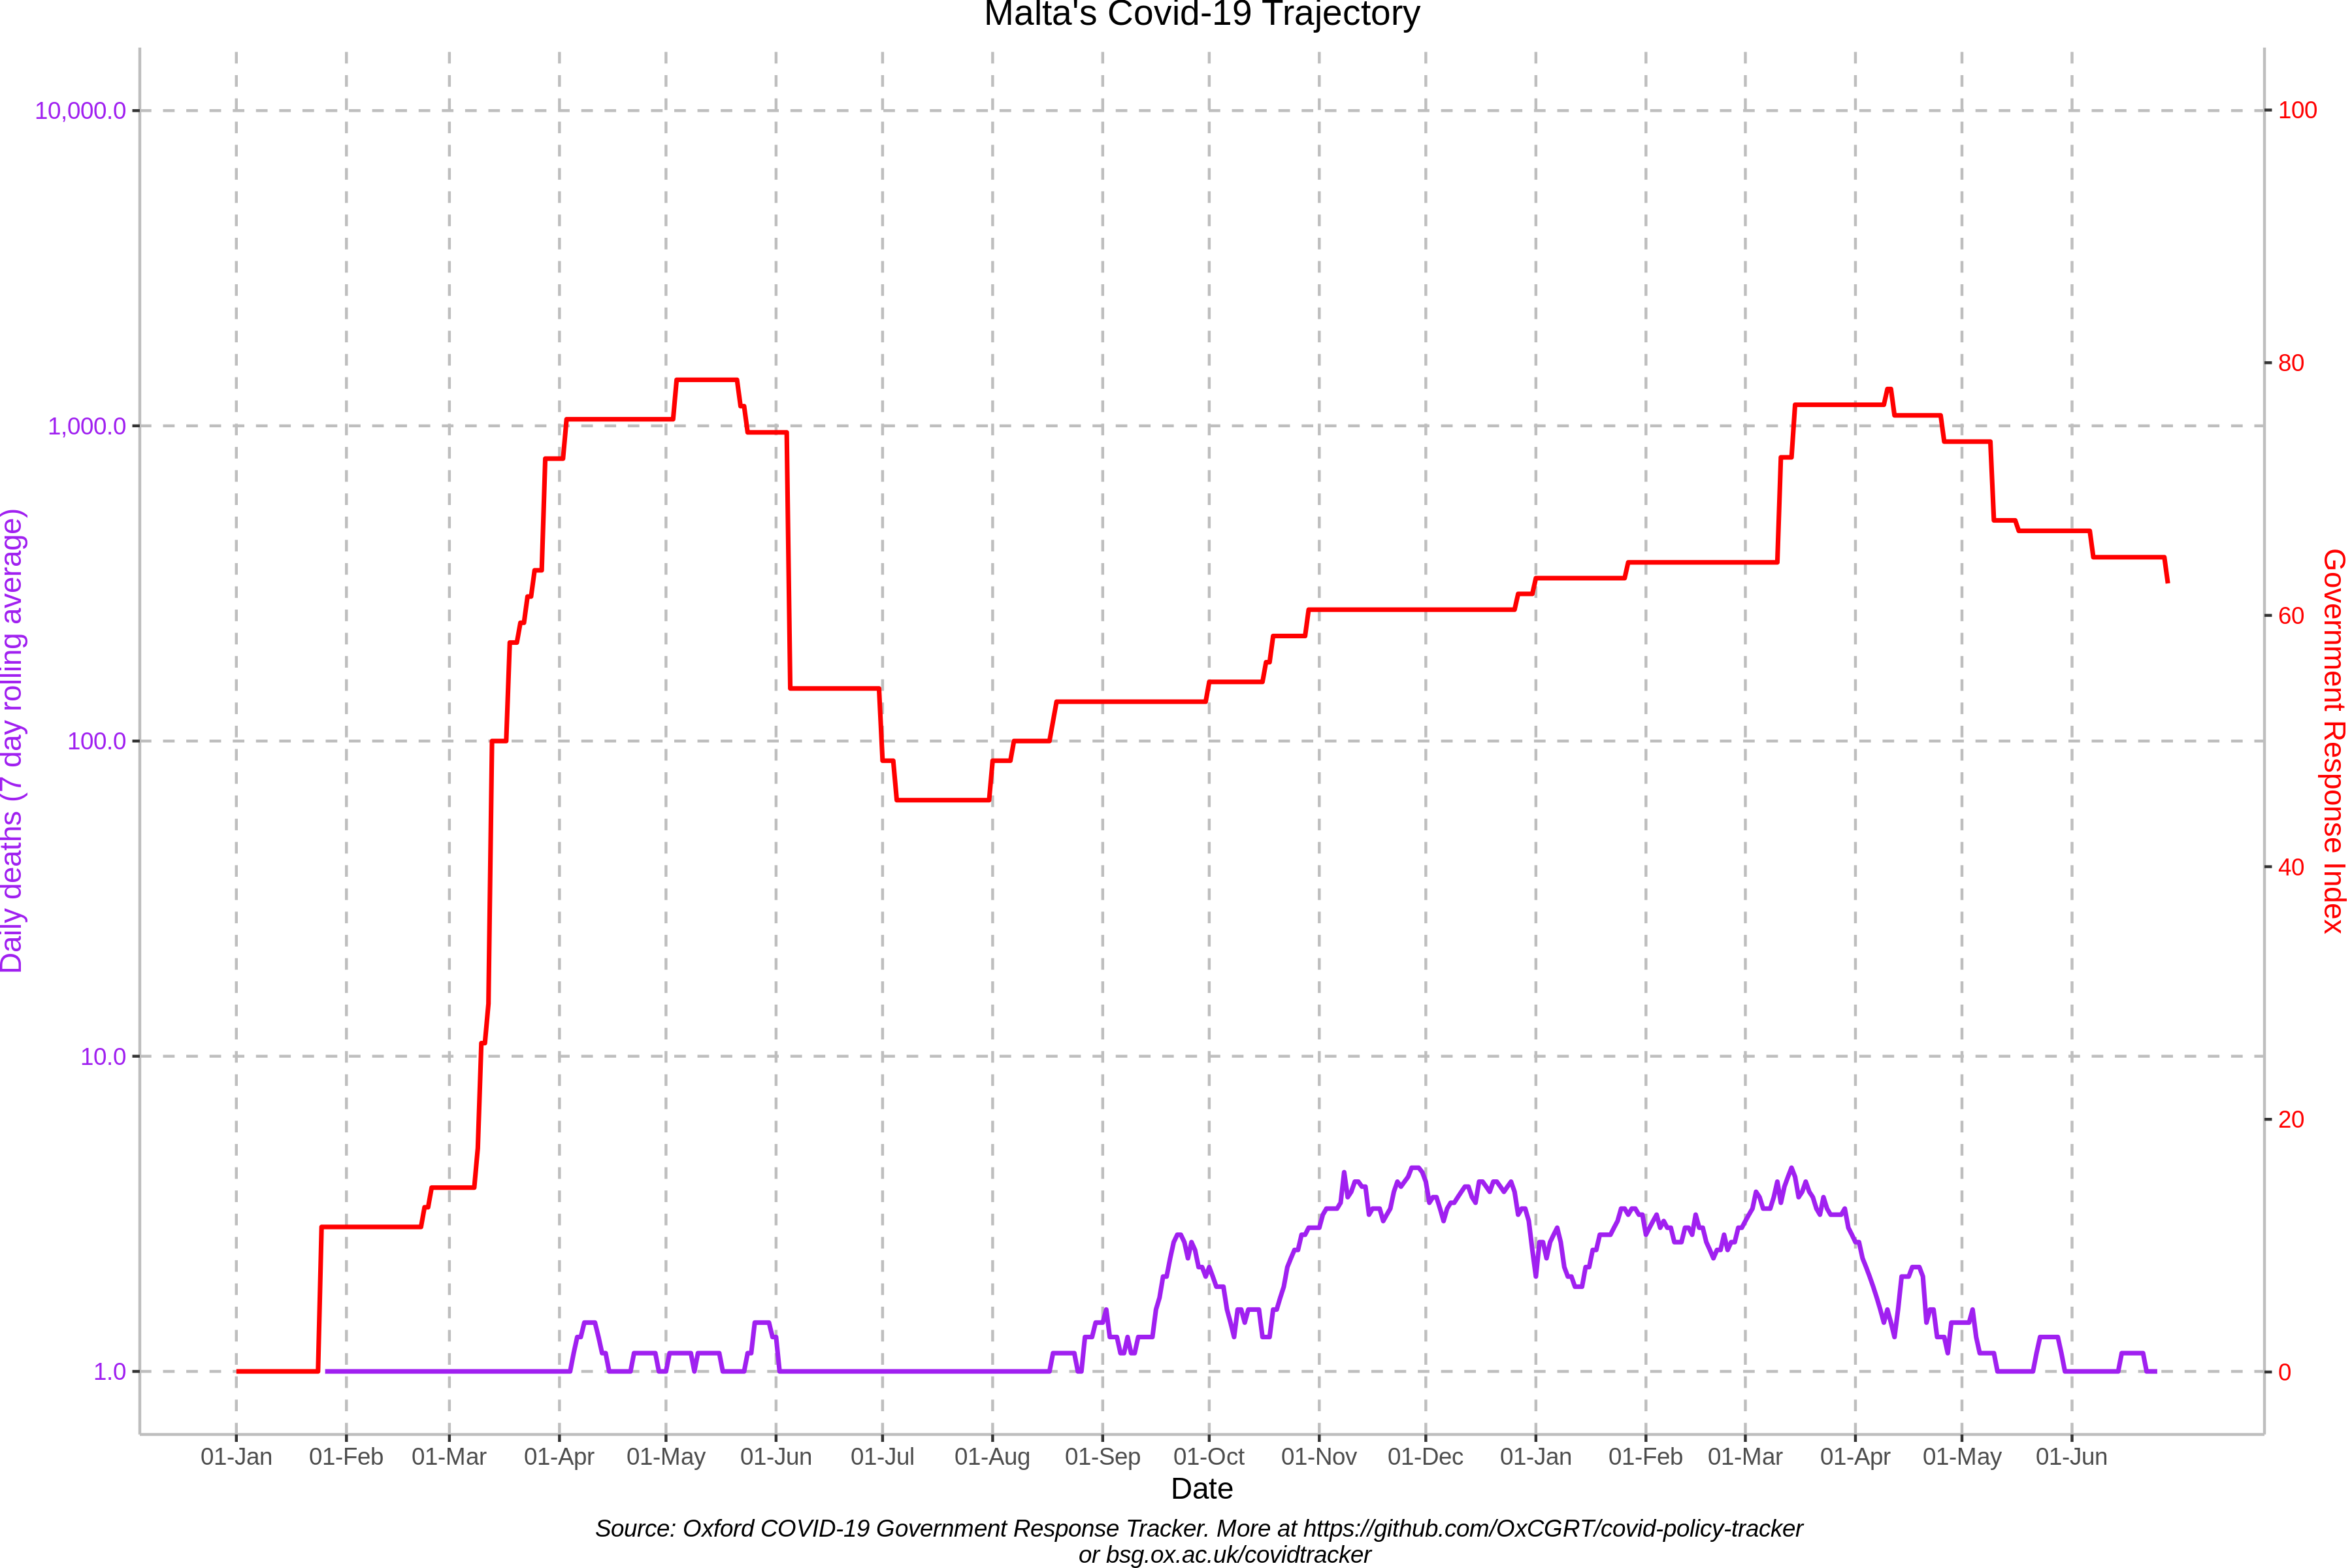 Malta's Covid-19 Trajectory
Daily deaths (7 day rolling average)
10,000.0
1,000.0
100.0
10.0
1.0
100
80
60
40
20
0
Government Response Index
01-Jan 01-Feb 01-Mar 01-Apr 01-May 01-Jun 01-Jul 01-Aug 01-Sep 01-Oct 01-Nov 01-Dec 01-Jan 01-Feb 01-Mar 01-Apr 01-May 01-Jun
Date
Source: Oxford COVID-19 Government Response Tracker. More at https://github.com/OxCGRT/covid-policy-tracker
or bsg.ox.ac.uk/covidtracker